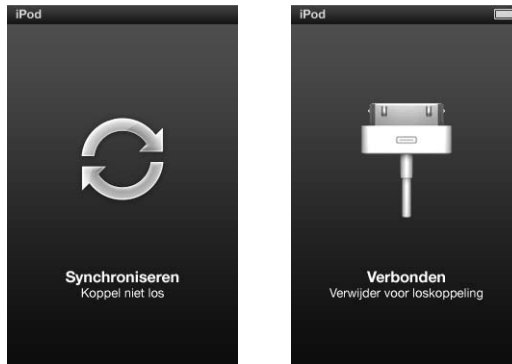 iPod
Synchroniseren
Koppel niet los
iPod
Verbonden
Verwijder voor loskoppeling